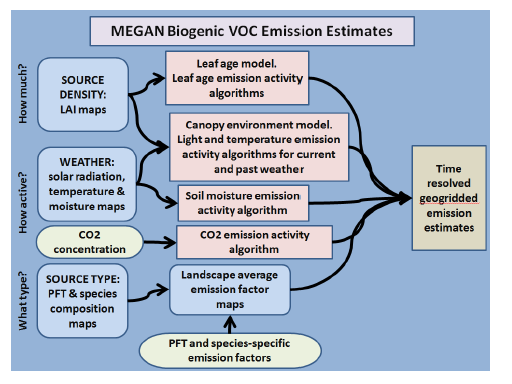 MEGAN Biogenic VOC Emission Estimates
How much?
SOURCE
DENSITY:
LAI maps
Leaf age model.
Leaf age emission activity
algorithms
Canopy environment model.
Light and temperature emission
activity algorithms for current
and past weather
How active?
WEATHER:
solar radiation,
temperature &
moisture maps
Soil moisture emission
activity algorithm
CO2
concentration
CO2 emission activity
algorithm
What type?
SOURCE TYPE:
PFT & species
composition
maps
Landscape average
emission factor
maps
PFT and species-specific
emission factors
Time
resolved
geogridded
emission
estimates